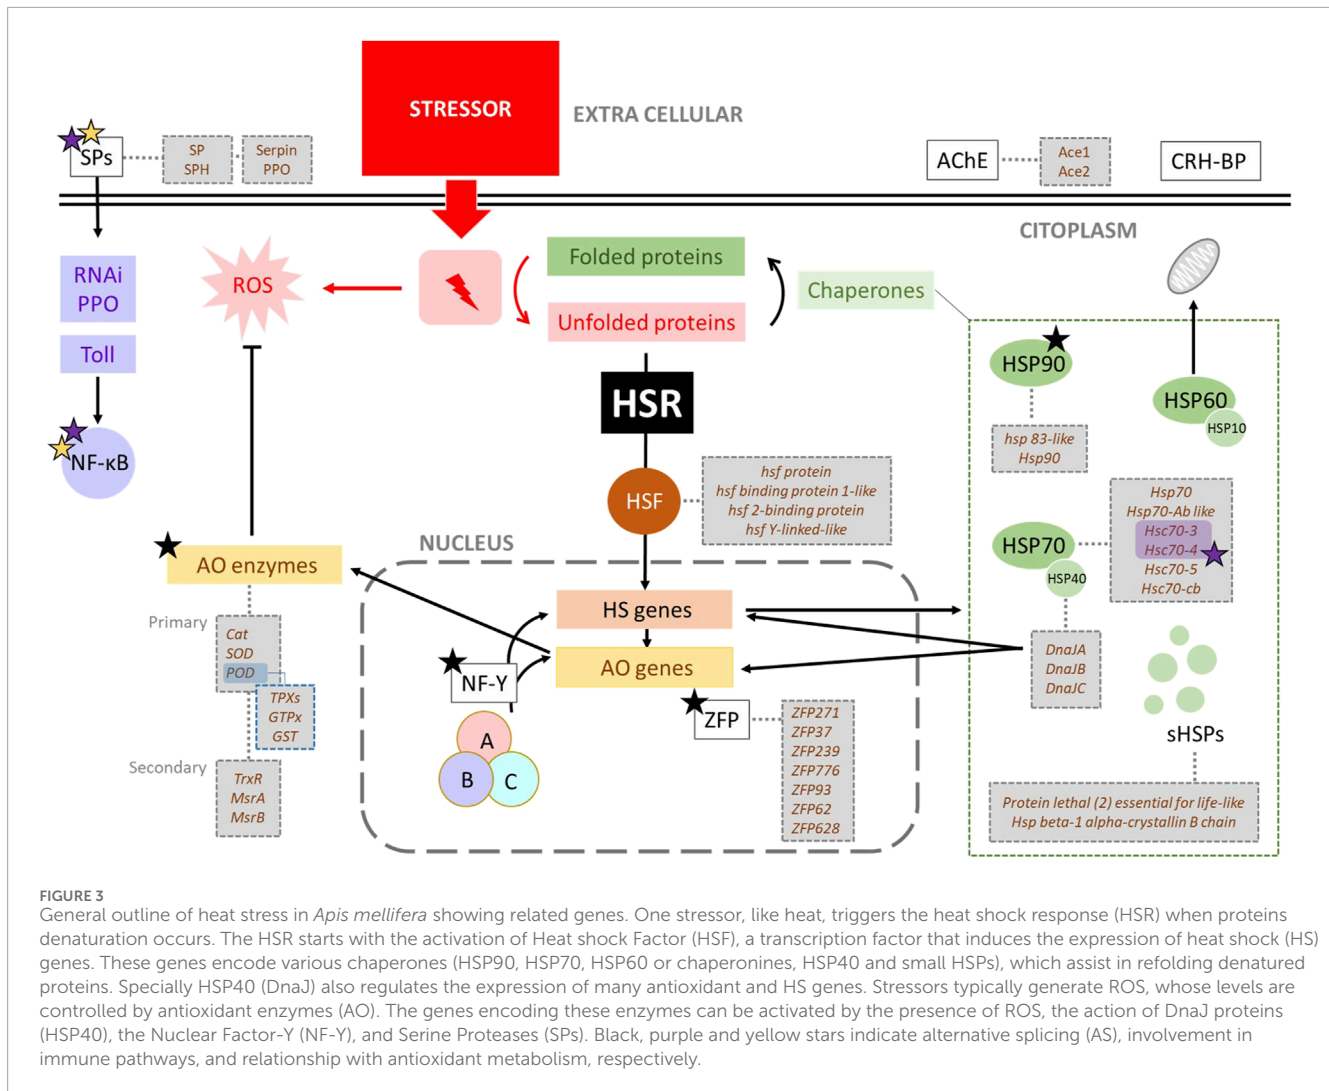 STRESSOR
EXTRA CELLULAR
SPs
SP
SPH
Serpin
PPO
AChE
Ace1
Ace2
CRH-BP
CITOPLASM
RNAi
PPO
Toll
NF-κB
ROS
Folded proteins
Unfolded proteins
Chaperones
HSR
HSF
hsf protein
hsf binding protein 1-like
hsf 2-binding protein
hsf Y-linked-like
HSP90
hsp 83-like
Hsp90
HSP60
HSP10
HSP70
HSP40
Hsp70
Hsp70-Ab like
Hsc70-3
Hsc70-4
Hsc70-5
Hsc70-cb
DnaJA
DnaJB
DnaJC
sHSPs
Protein lethal (2) essential for life-like
Hsp beta-1 alpha-crystallin B chain
NUCLEUS
HS genes
AO genes
NF-Y
A
B
C
ZFP
ZFP271
ZFP37
ZFP239
ZFP776
ZFP93
ZFP62
ZFP628
AO enzymes
Primary
Cat
SOD
POD
TPXs
GTPx
GST
Secondary
TrxR
MsrA
MsrB
FIGURE 3
General outline of heat stress in Apis mellifera showing related genes. One stressor, like heat, triggers the heat shock response (HSR) when proteins
denaturation occurs. The HSR starts with the activation of Heat shock Factor (HSF), a transcription factor that induces the expression of heat shock (HS)
genes. These genes encode various chaperones (HSP90, HSP70, HSP60 or chaperonines, HSP40 and small HSPs), which assist in refolding denatured
proteins. Specially HSP40 (DnaJ) also regulates the expression of many antioxidant and HS genes. Stressors typically generate ROS, whose levels are
controlled by antioxidant enzymes (AO). The genes encoding these enzymes can be activated by the presence of ROS, the action of DnaJ proteins
(HSP40), the Nuclear Factor-Y (NF-Y), and Serine Proteases (SPs). Black, purple and yellow stars indicate alternative splicing (AS), involvement in
immune pathways, and relationship with antioxidant metabolism, respectively.